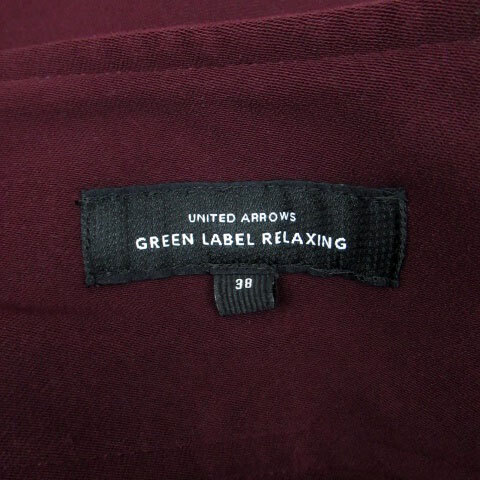 UNITED ARROWS
GREEN LABEL RELAXING
38